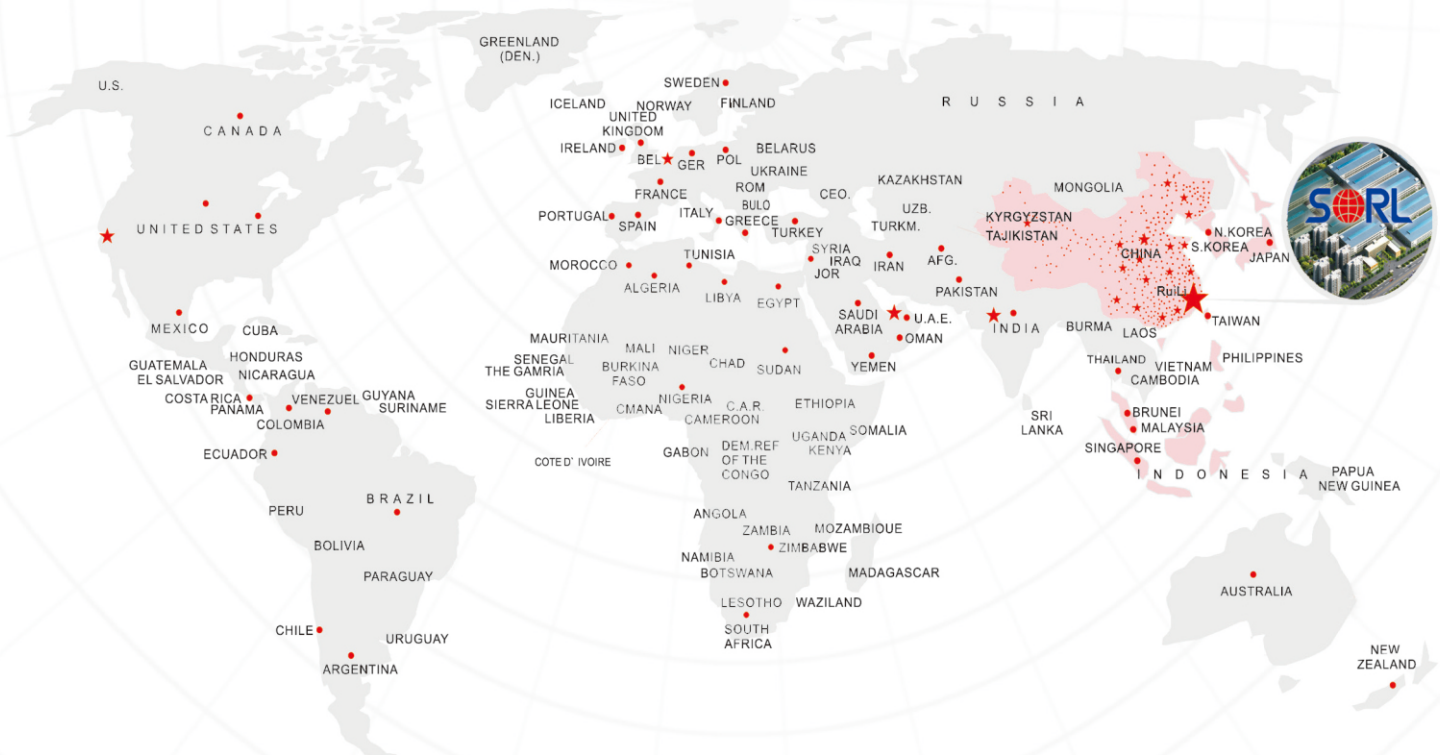 GREENLAND
(DEN.)
U.S.
SWEDEN
ICELAND
NORWAY
FINLAND
R U S S I A
UNITED
KINGDOM
CANADA
IRELAND
BEL
GER
POL
BELARUS
UKRAINE
FRANCE
ROM
CEO.
KAZAKHSTAN
MONGOLIA
SORL
BULO
UZB.
PORTUGAL
SPAIN
ITALY
GREECE
TURKEY
TURKM.
KYRGYZSTAN
TAJIKISTAN
UNITED STATES
N.KOREA
S.KOREA
JAPAN
CHINA
MOROCCO
TUNISIA
SYRIA
IRAQ
JOR
IRAN
AFG.
ALGERIA
LIBYA
EGYPT
PAKISTAN
RuiLi
SAUDI
ARABIA
U.A.E.
INDIA
BURMA
LAOS
TAIWAN
MEXICO
CUBA
OMAN
MAURITANIA
MALI
NIGER
CHAD
SUDAN
YEMEN
THAILAND
VIETNAM
PHILIPPINES
CAMBODIA
GUATEMALA
HONDURAS
EL SALVADOR
NICARAGUA
SENEGAL
THE GAMRIA
BURKINA
FASO
COSTA RICA
PANAMA
VENEZUEL
GUYANA
SURINAME
GUINEA
SIERRA LEONE
LIBERIA
CMANA
NIGERIA
C.A.R.
CAMEROON
ETHIOPIA
SRI
LANKA
BRUNEI
MALAYSIA
COLOMBIA
UGANDA
KENYA
SOMALIA
SINGAPORE
ECUADOR
COTE D' IVOIRE
GABON
DEM.REF
OF THE
CONGO
I N D O N E S I A
PAPUA
NEW GUINEA
TANZANIA
BRAZIL
PERU
ANGOLA
ZAMBIA
MOZAMBIOUE
BOLIVIA
ZIMBABWE
NAMIBIA
BOTSWANA
MADAGASCAR
PARAGUAY
AUSTRALIA
LESOTHO
WAZILAND
CHILE
URUGUAY
SOUTH
AFRICA
ARGENTINA
NEW
ZEALAND